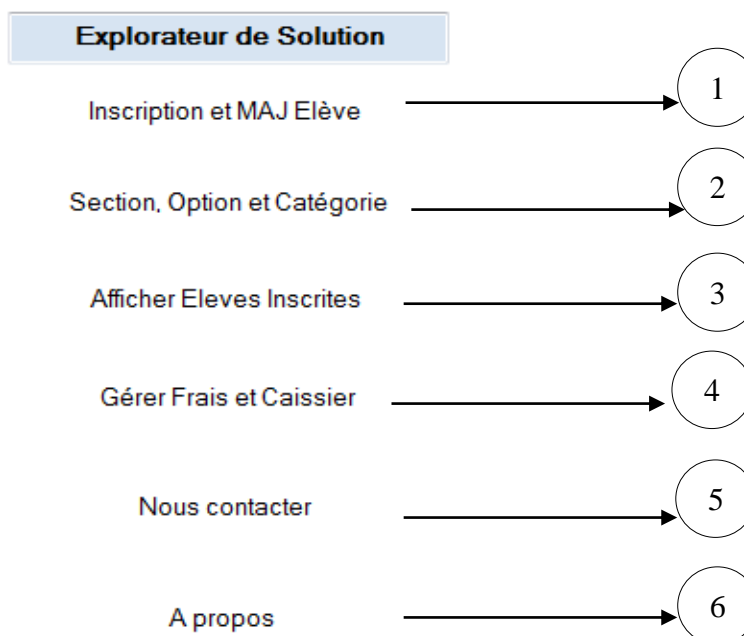 Explorateur de Solution
Inscription et MAJ Elève 1
Section, Option et Catégorie 2
Afficher Eleves Inscrites 3
Gérer Frais et Caissier 4
Nous contacter 5
A propos 6